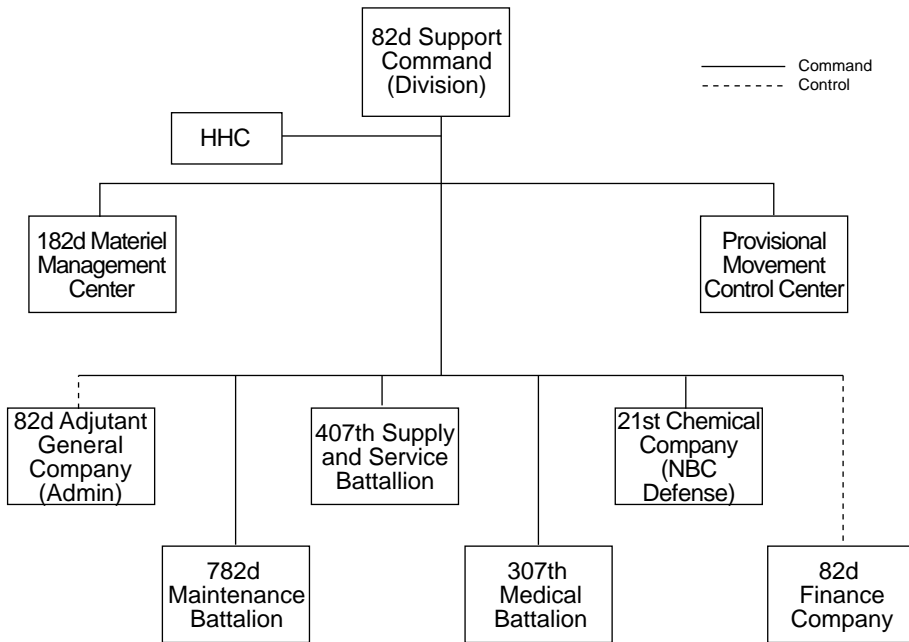 82d Support
Command
(Division)
Command
Control
HHC
182d Materiel
Management
Center
Provisional
Movement
Control Center
82d Adjutant
General
Company
(Admin)
407th Supply
and Service
Battallion
21st Chemical
Company
(NBC
Defense)
782d
Maintenance
Battalion
307th
Medical
Battalion
82d
Finance
Company